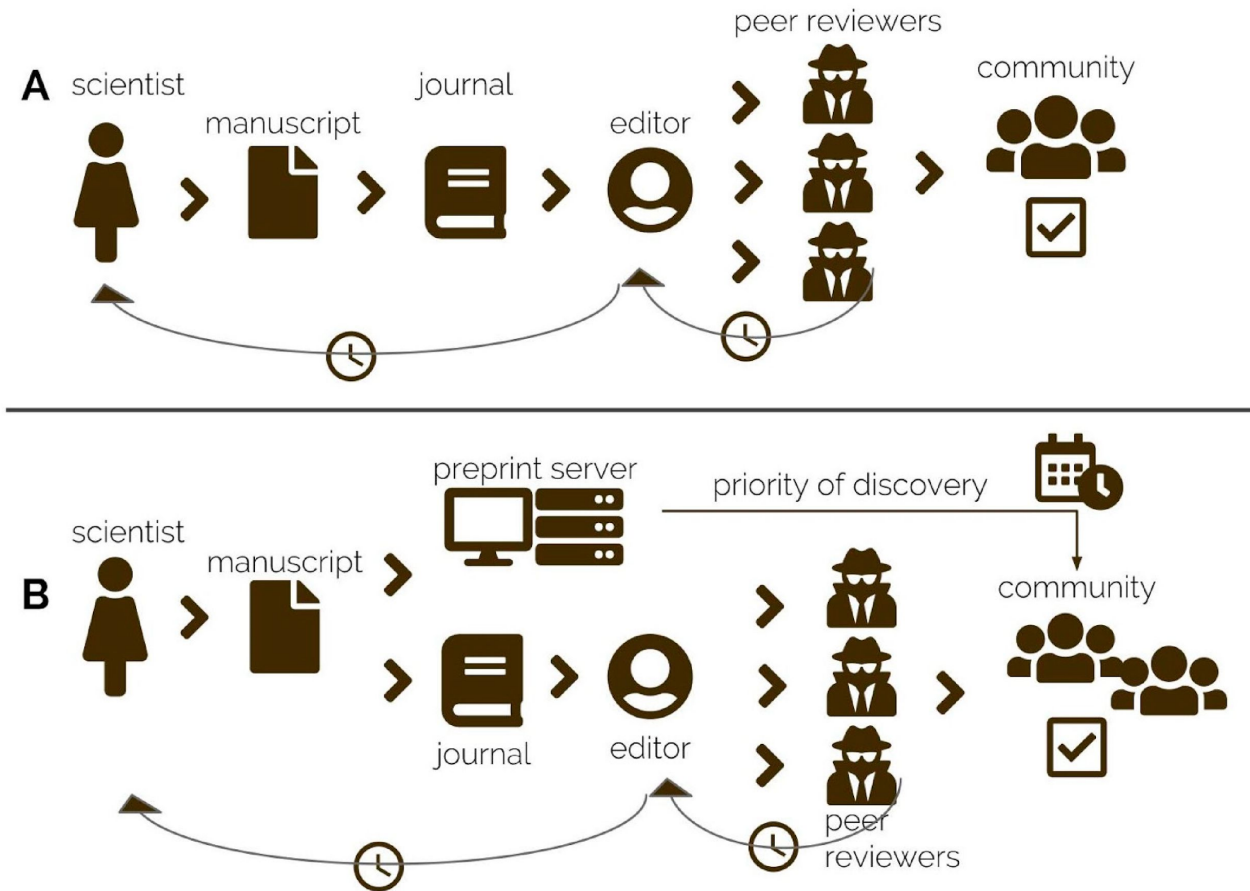 A
scientist
manuscript
journal
editor
peer reviewers
community
B
scientist
manuscript
preprint server
priority of discovery
journal
editor
peer
reviewers
community